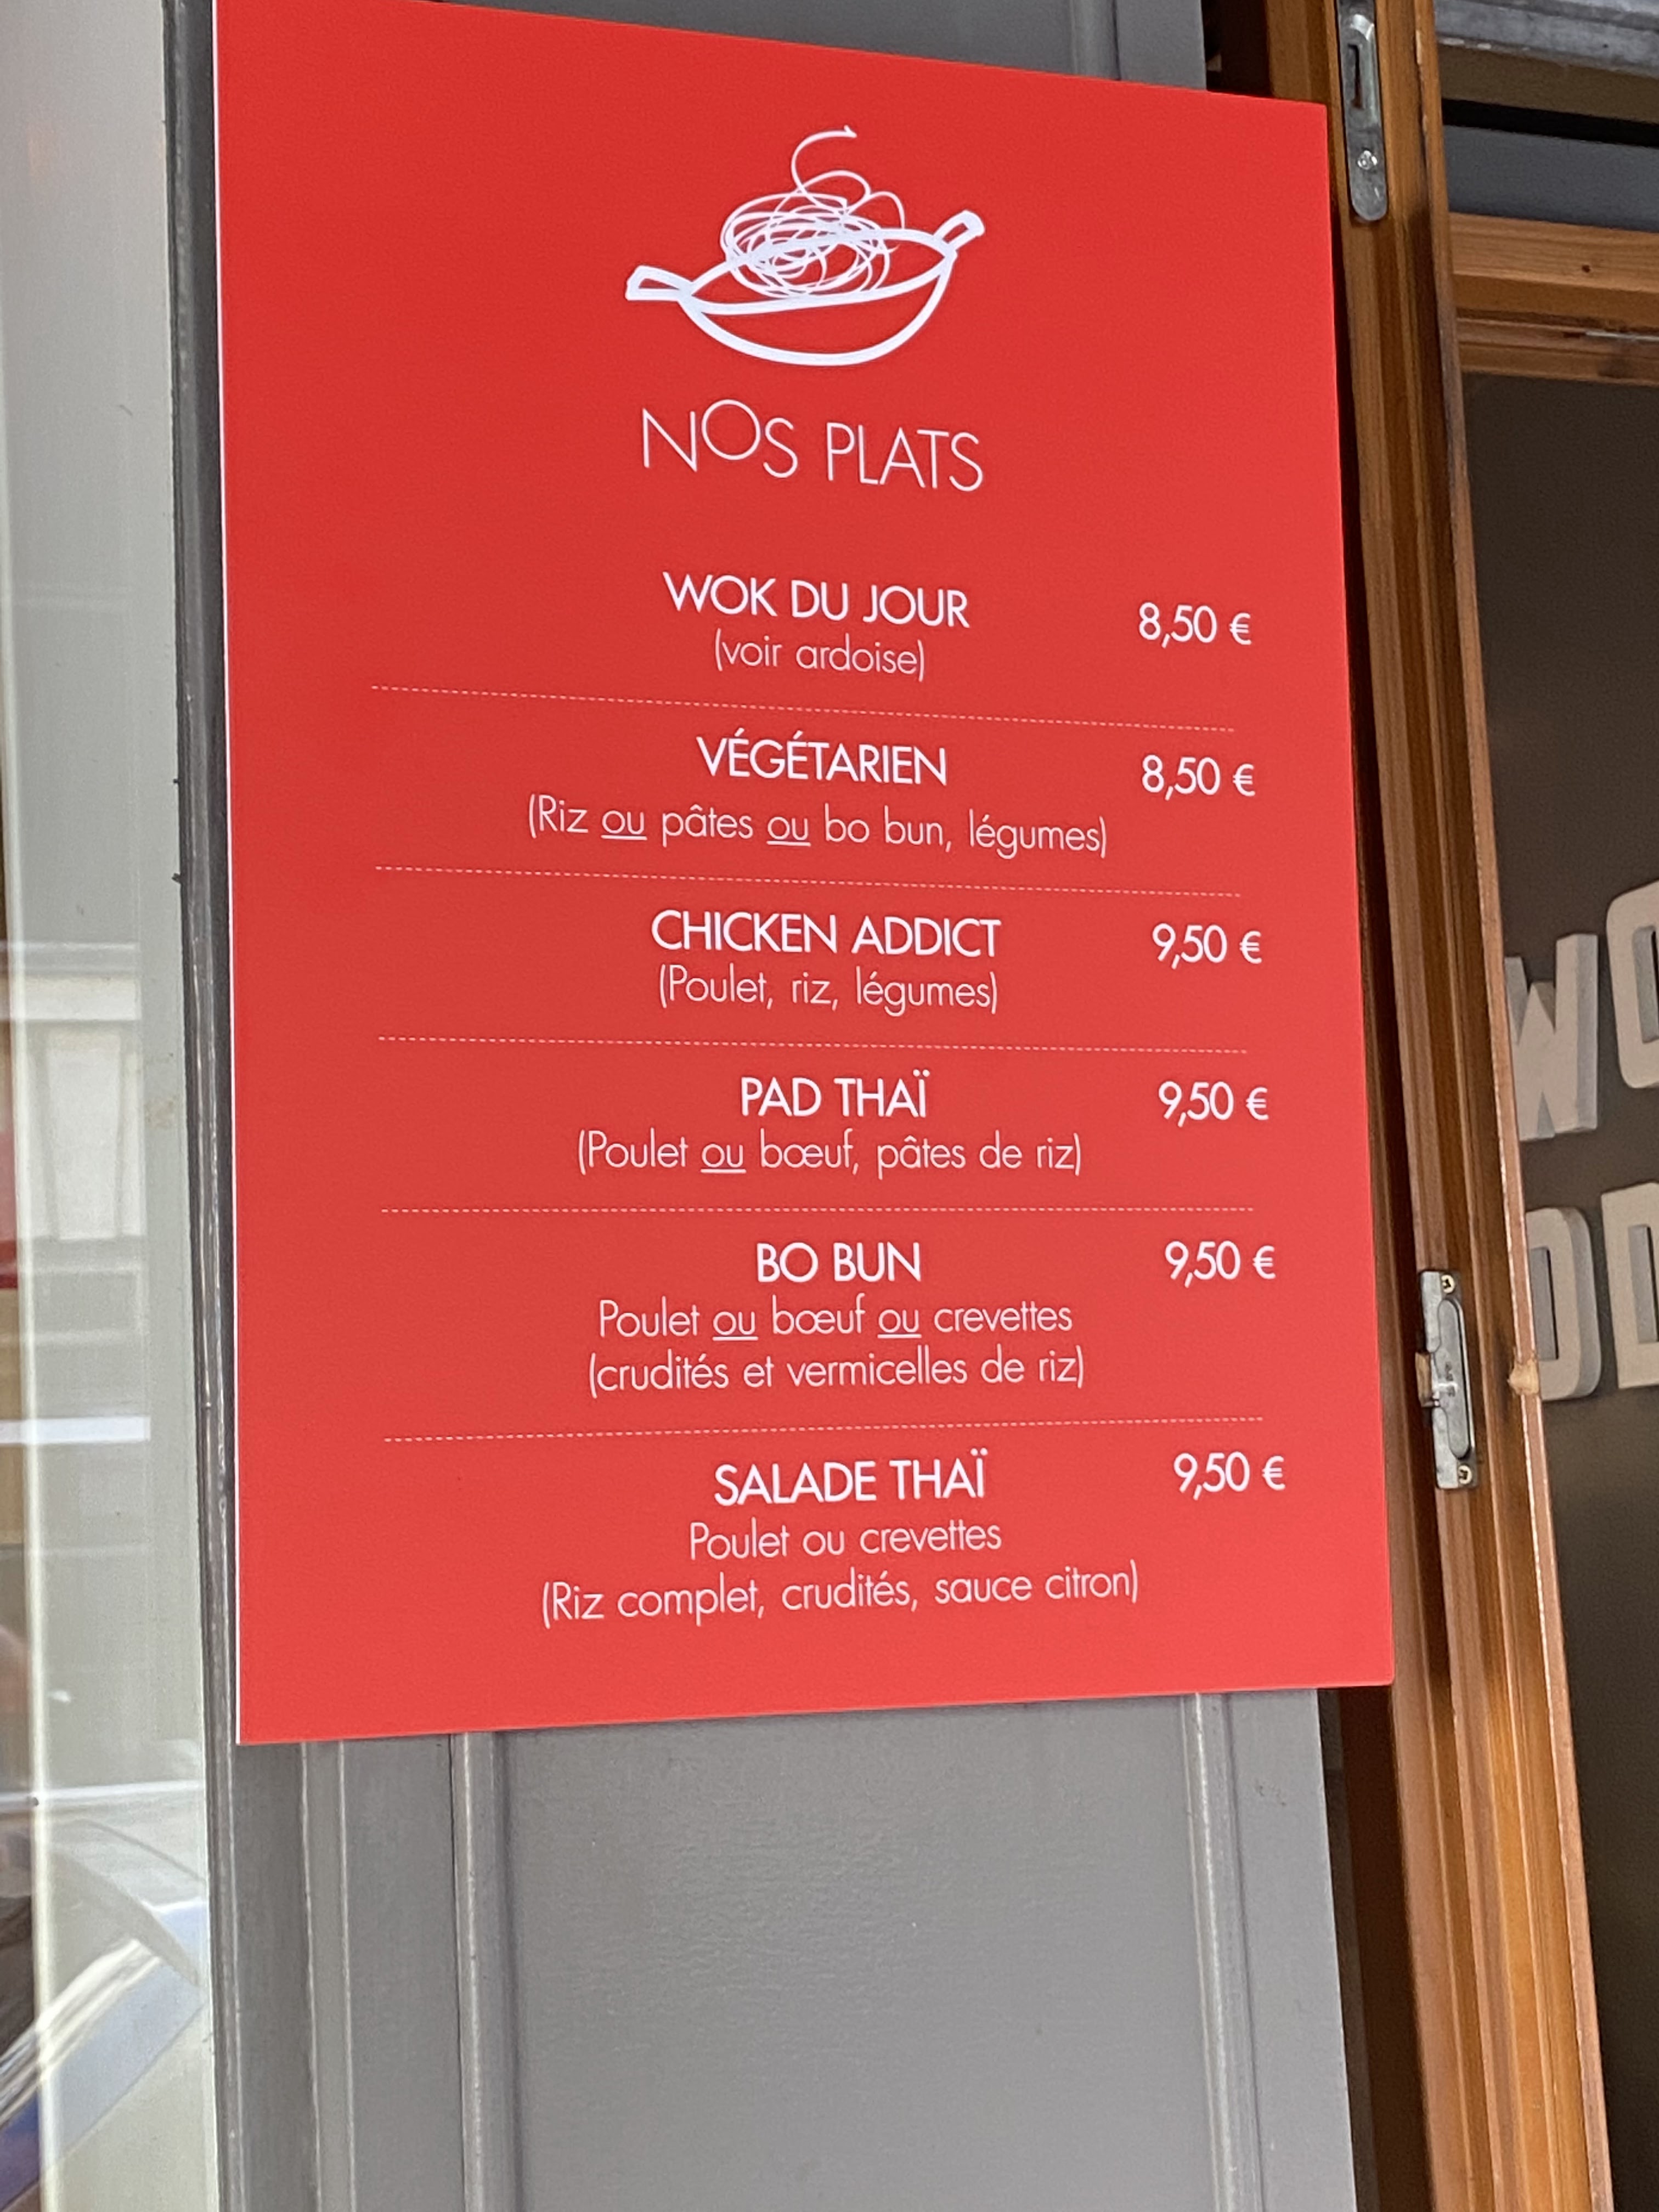 NOS PLATS
WOK DU JOUR 8,50 €
(voir ardoise)
VÉGÉTARIEN 8,50 €
(Riz ou pâtes ou bo bun, légumes)
CHICKEN ADDICT 9,50 €
(Poulet, riz, légumes)
PAD THAÏ 9,50 €
(Poulet ou bœuf, pâtes de riz)
BO BUN 9,50 €
Poulet ou bœuf ou crevettes
(crudités et vermicelles de riz)
SALADE THAÏ 9,50 €
Poulet ou crevettes
(Riz complet, crudités, sauce citron)